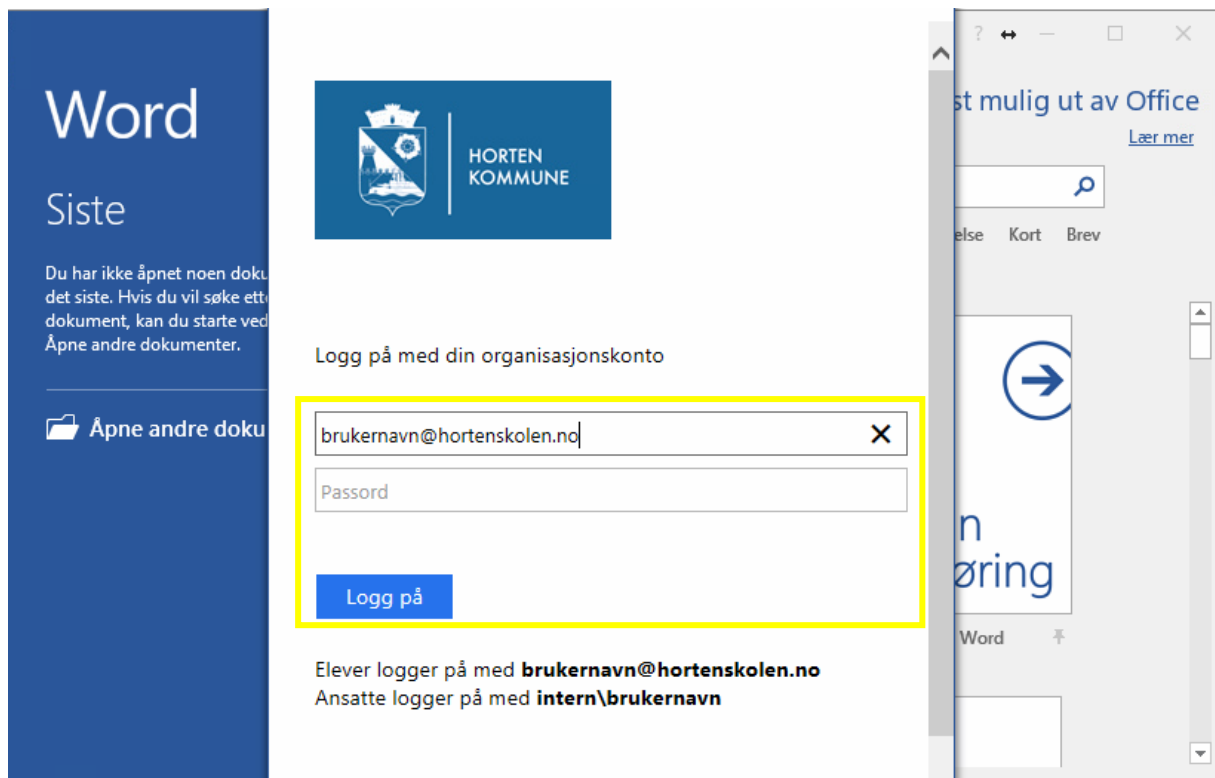 Word
Siste
Du har ikke åpnet noen doku
det siste. Hvis du vil søke ette
dokument, kan du starte ved
Åpne andre dokumenter.
Åpne andre doku
HORTEN
KOMMUNE
Logg på med din organisasjonskonto
brukernavn@hortenskolen.no
Passord
Logg på
Elever logger på med brukernavn@hortenskolen.no
Ansatte logger på med intern\brukernavn
st mulig ut av Office
Lær mer
else Kort Brev
n
øring
Word